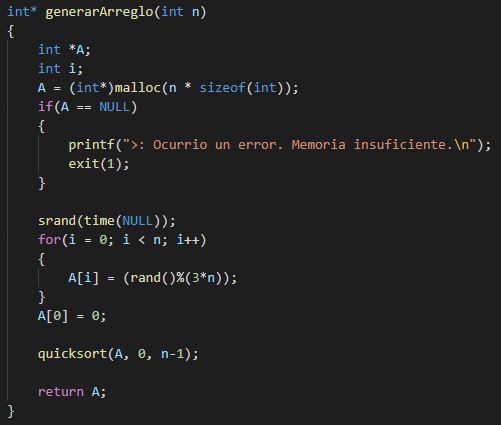 int* generarArreglo(int n)
{
    int *A;
    int i;
    A = (int*)malloc(n * sizeof(int));
    if(A == NULL)
    {
        printf(">: Ocurrio un error. Memoria insuficiente.\n");
        exit(1);
    }

    srand(time(NULL));
    for(i = 0; i < n; i++)
    {
        A[i] = (rand()%(3*n));
    }
    A[0] = 0;

    quicksort(A, 0, n-1);

    return A;
}